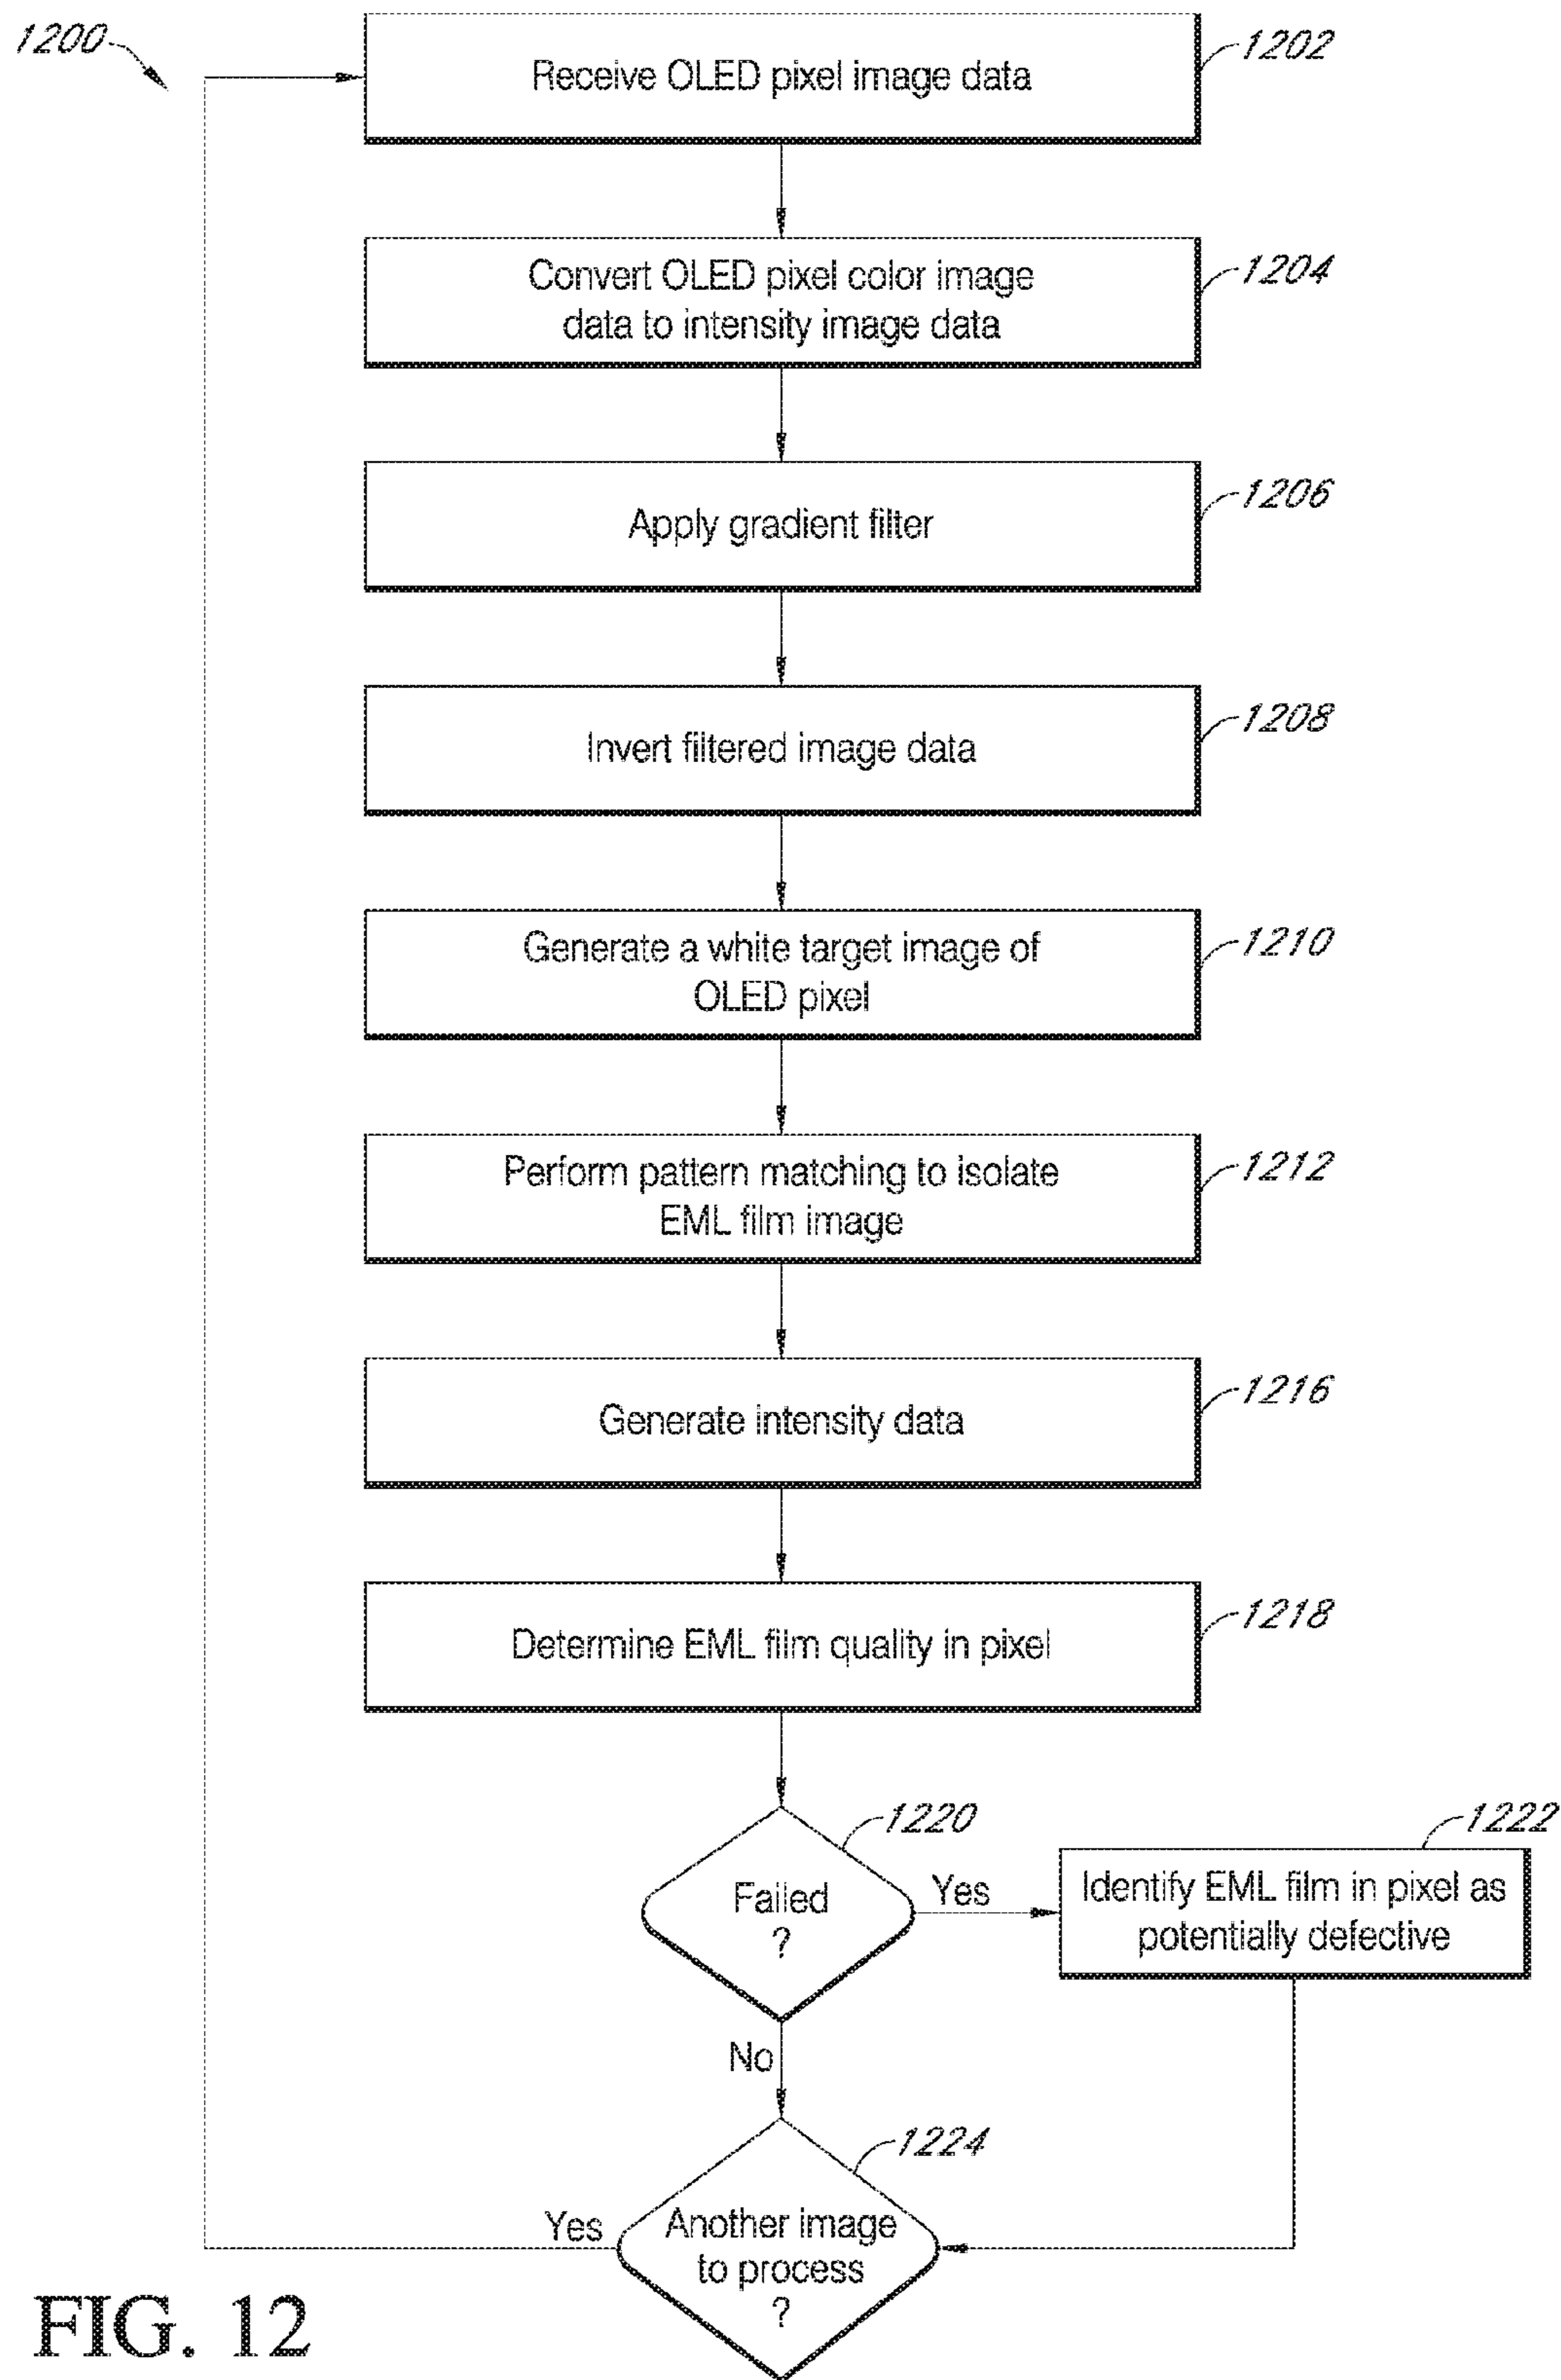 1200
Receive OLED pixel image data
1202
Convert OLED pixel color image
data to intensity image data
1204
Apply gradient filter
1206
Invert filtered image data
1208
Generate a white target image of
OLED pixel
1210
Perform pattern matching to isolate
EML film image
1212
Generate intensity data
1216
Determine EML film quality in pixel
1218
Failed
?
1220
Yes
Identify EML film in pixel as
potentially defective
1222
No
Another image
to process
?
1224
Yes
FIG. 12